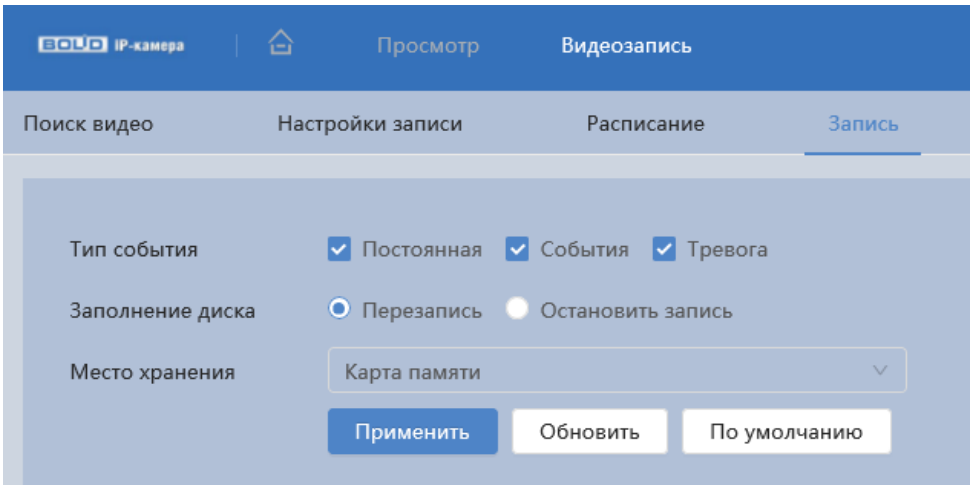 BOLID IP-камера Просмотр Видеозапись
Поиск видео Настройки записи Расписание Запись
Тип события Постоянная События Тревога
Заполнение диска Перезапись Остановить запись
Место хранения Карта памяти
Применить Обновить По умолчанию